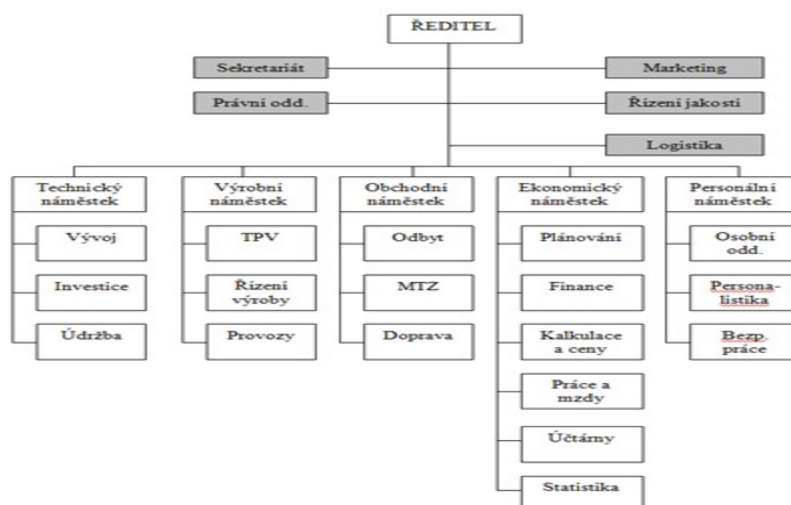 ŘEDITEL
Sekretariát
Marketing
Právní odd.
Řízení jakosti
Logistika
Technický
náměstek
Výrobní
náměstek
Obchodní
náměstek
Ekonomický
náměstek
Personální
náměstek
Vývoj
TPV
Odbyt
Plánování
Osobní
odd.
Investice
Řízení
výroby
MTZ
Finance
Persona-
listika
Údržba
Provozy
Doprava
Kalkulace
a ceny
Bezp.
práce
Práce a
mzdy
Účtárny
Statistika